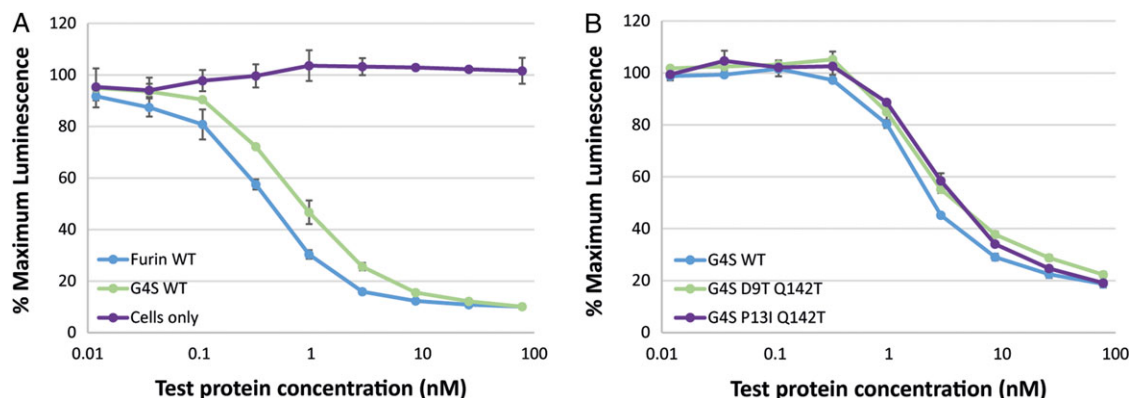 A
% Maximum Luminescence
120
100
80
60
40
20
0
Furin WT
G4S WT
Cells only
0.01
0.1
1
10
100
Test protein concentration (nM)
B
% Maximum Luminescence
120
100
80
60
40
20
0
G4S WT
G4S D9T Q142T
G4S P13I Q142T
0.01
0.1
1
10
100
Test protein concentration (nM)